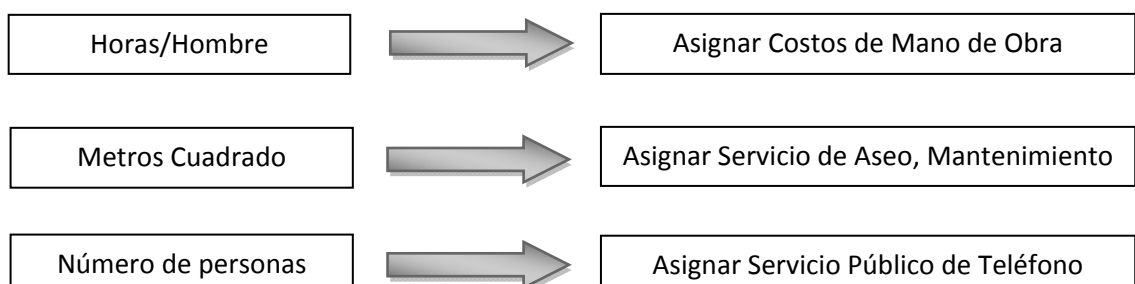 Horas/Hombre
Asignar Costos de Mano de Obra
Metros Cuadrado
Asignar Servicio de Aseo, Mantenimiento
Número de personas
Asignar Servicio Público de Teléfono